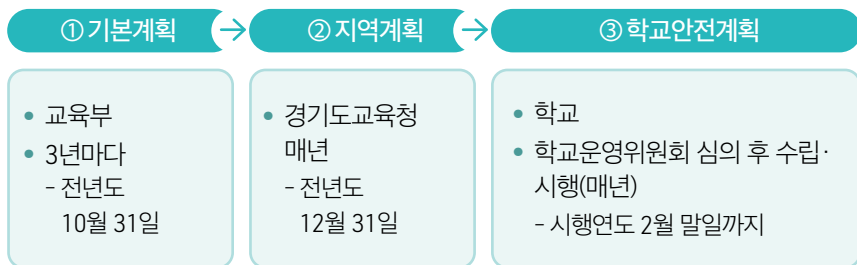 ① 기본계획
② 지역계획
③ 학교안전계획
• 교육부
• 3년마다
- 전년도
10월 31일
• 경기도교육청
매년
- 전년도
12월 31일
• 학교
• 학교운영위원회 심의 후 수립·
시행(매년)
- 시행연도 2월 말일까지